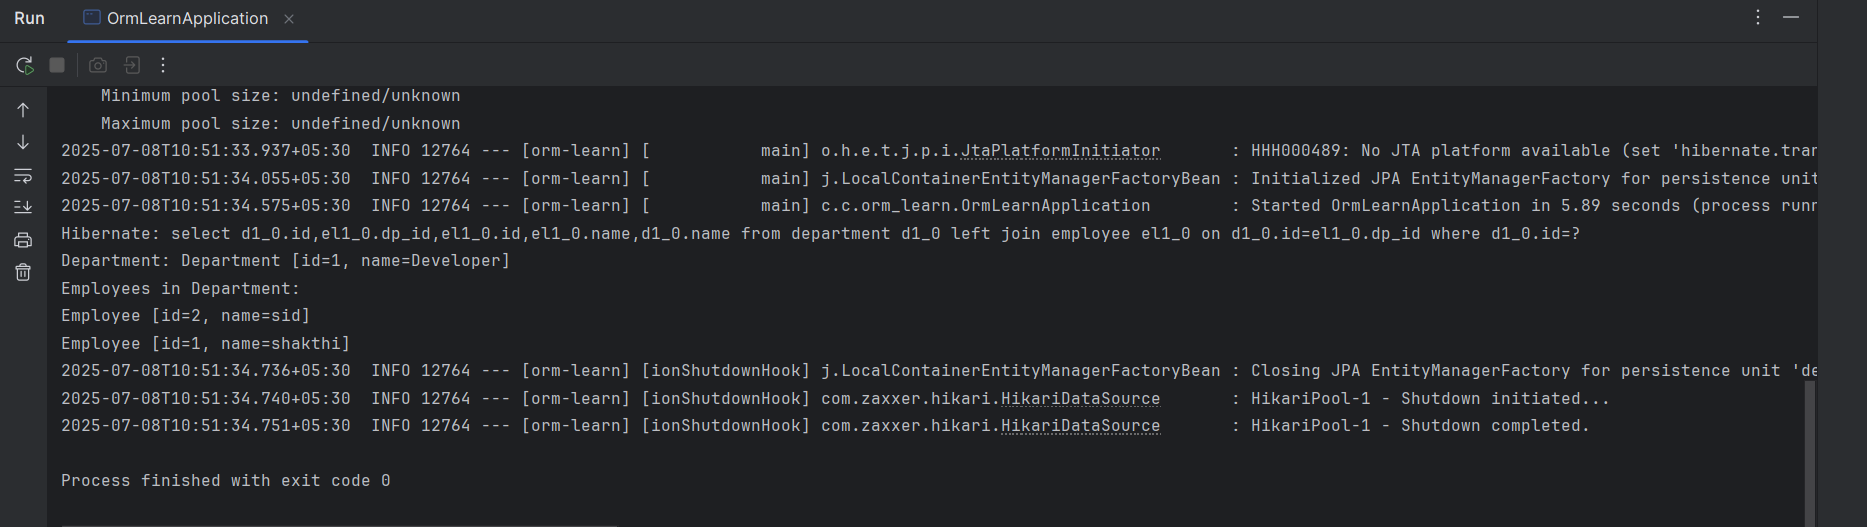 Run OrmLearnApplication
Minimum pool size: undefined/unknown
Maximum pool size: undefined/unknown
2025-07-08T10:51:33.937+05:30  INFO 12764 --- [orm-learn] [           main] o.h.e.t.j.p.i.JtaPlatformInitiator       : HHH000489: No JTA platform available (set 'hibernate.tran
2025-07-08T10:51:34.055+05:30  INFO 12764 --- [orm-learn] [           main] j.LocalContainerEntityManagerFactoryBean : Initialized JPA EntityManagerFactory for persistence unit
2025-07-08T10:51:34.575+05:30  INFO 12764 --- [orm-learn] [           main] c.c.orm_learn.OrmLearnApplication        : Started OrmLearnApplication in 5.89 seconds (process runn
Hibernate: select d1_0.id,el1_0.dp_id,el1_0.id,el1_0.name,d1_0.name from department d1_0 left join employee el1_0 on d1_0.id=el1_0.dp_id where d1_0.id=?
Department: Department [id=1, name=Developer]
Employees in Department:
Employee [id=2, name=sid]
Employee [id=1, name=shakthi]
2025-07-08T10:51:34.736+05:30  INFO 12764 --- [orm-learn] [ionShutdownHook] j.LocalContainerEntityManagerFactoryBean : Closing JPA EntityManagerFactory for persistence unit 'de
2025-07-08T10:51:34.740+05:30  INFO 12764 --- [orm-learn] [ionShutdownHook] com.zaxxer.hikari.HikariDataSource       : HikariPool-1 - Shutdown initiated...
2025-07-08T10:51:34.751+05:30  INFO 12764 --- [orm-learn] [ionShutdownHook] com.zaxxer.hikari.HikariDataSource       : HikariPool-1 - Shutdown completed.
Process finished with exit code 0